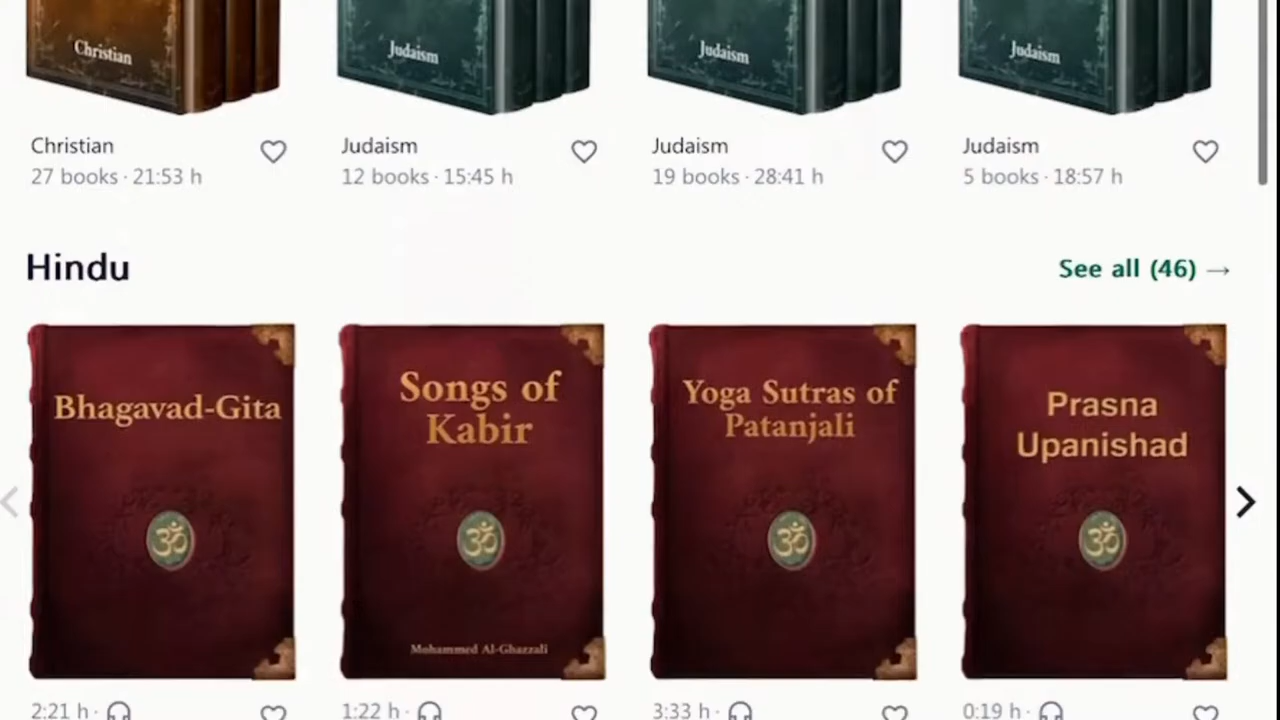 Christian
Judaism
Judaism
Judaism
Christian
27 books · 21:53 h
Judaism
12 books · 15:45 h
Judaism
19 books · 28:41 h
Judaism
5 books · 18:57 h
Hindu
See all (46) →
Bhagavad-Gita
ॐ
Songs of
Kabir
ॐ
Mohammed Al-Ghazzali
Yoga Sutras of
Patanjali
ॐ
Prasna
Upanishad
ॐ
2:21 h ·
1:22 h ·
3:33 h ·
0:19 h ·